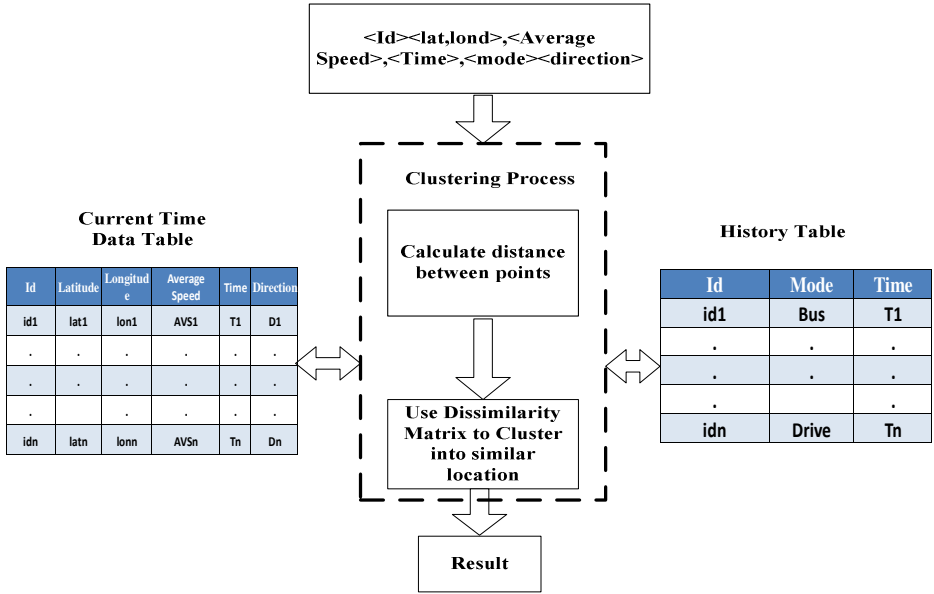 <Id><lat,lond>,<Average
Speed>,<Time>,<mode><direction>
Clustering Process
Calculate distance
between points
Use Dissimilarity
Matrix to Cluster
into similar
location
Result
Current Time
Data Table
Id Latitude Longitud
e Average
Speed Time Direction
id1 lat1 lon1 AVS1 T1 D1
. . . . . .
. . . . . .
. . . . .
idn latn lonn AVSn Tn Dn
History Table
Id Mode Time
id1 Bus T1
. . .
. . .
. .
idn Drive Tn